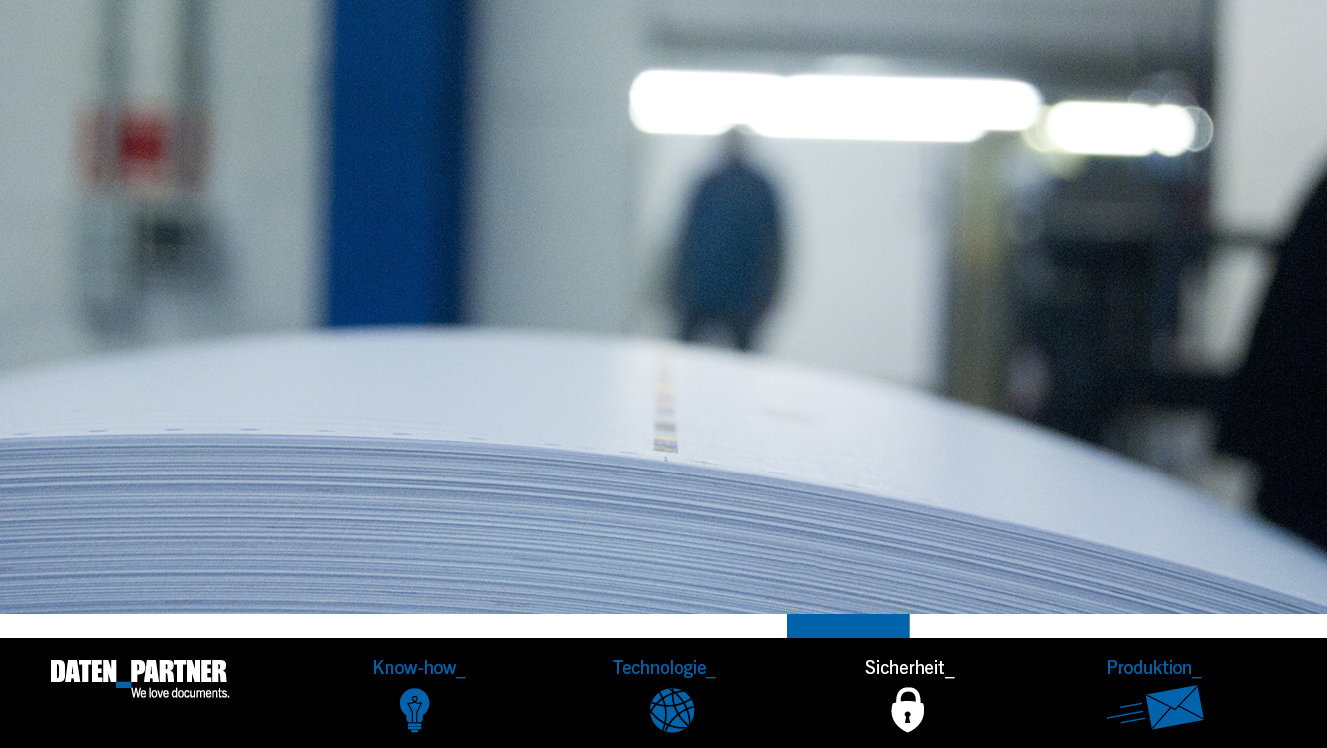 DATEN_PARTNER
We love documents.
Know-how_
Technologie_
Sicherheit_
Produktion_